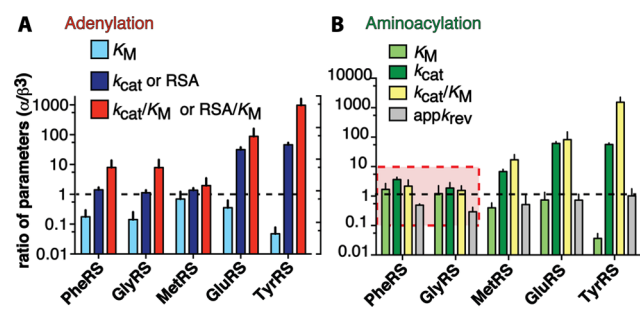 A Adenylation
KM
kcat or RSA
kcat/KM or RSA/KM
ratio of parameters (α/β³)
1000
100
10
1
0.1
0.01
PheRS
GlyRS
MetRS
GluRS
TyrRS
B Aminoacylation
KM
kcat
kcat/KM
appkrev
10000
1000
100
10
1
0.1
0.01
PheRS
GlyRS
MetRS
GluRS
TyrRS